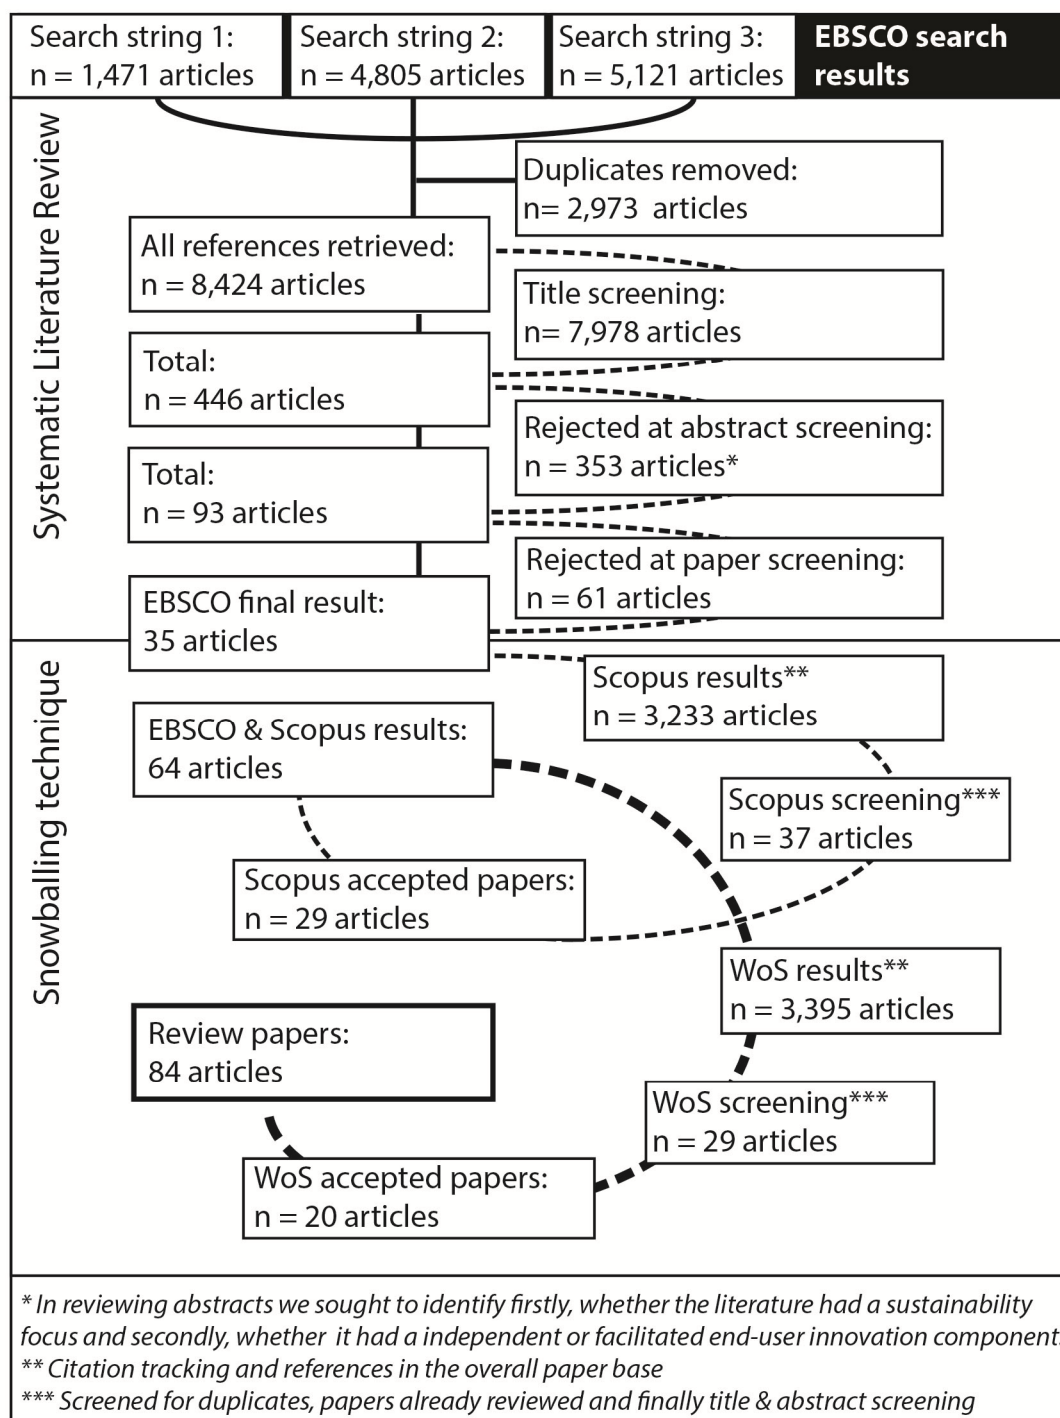 Search string 1:
n = 1,471 articles
Search string 2:
n = 4,805 articles
Search string 3:
n = 5,121 articles
EBSCO search
results
Systematic Literature Review
Duplicates removed:
n= 2,973 articles
All references retrieved:
n = 8,424 articles
Title screening:
n= 7,978 articles
Total:
n = 446 articles
Rejected at abstract screening:
n = 353 articles*
Total:
n = 93 articles
Rejected at paper screening:
n = 61 articles
EBSCO final result:
35 articles
Snowballing technique
Scopus results**
n = 3,233 articles
EBSCO & Scopus results:
64 articles
Scopus screening***
n = 37 articles
Scopus accepted papers:
n = 29 articles
WoS results**
n = 3,395 articles
Review papers:
84 articles
WoS screening***
n = 29 articles
WoS accepted papers:
n = 20 articles
* In reviewing abstracts we sought to identify firstly, whether the literature had a sustainability
focus and secondly, whether it had a independent or facilitated end-user innovation component.
** Citation tracking and references in the overall paper base
*** Screened for duplicates, papers already reviewed and finally title & abstract screening